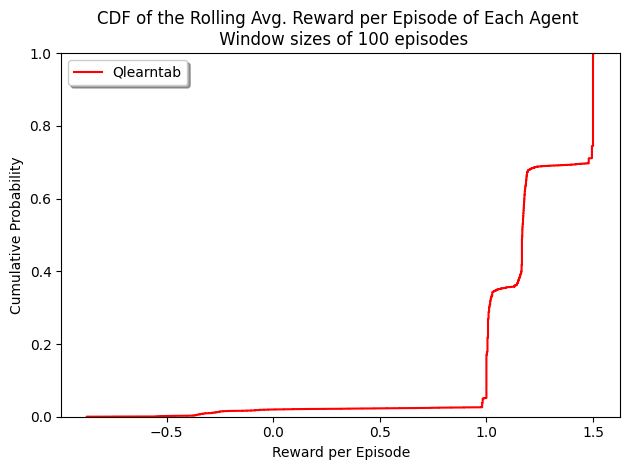 CDF of the Rolling Avg. Reward per Episode of Each Agent
Window sizes of 100 episodes
Qlearntab
Cumulative Probability
1.0
0.8
0.6
0.4
0.2
0.0
−0.5
0.0
0.5
1.0
1.5
Reward per Episode